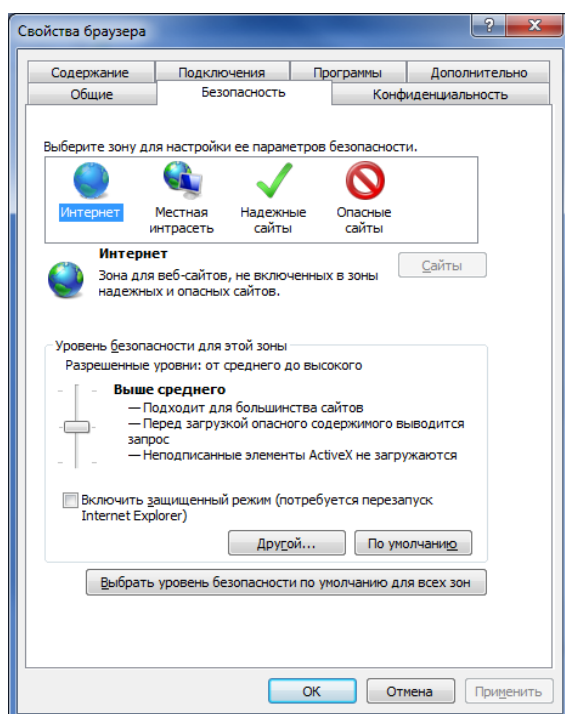 Свойства браузера
Содержание Подключения Программы Дополнительно
Общие Безопасность Конфиденциальность
Выберите зону для настройки ее параметров безопасности.
Интернет Местная интрасеть Надежные сайты Опасные сайты
Интернет
Сайты
Зона для веб-сайтов, не включенных в зоны
надежных и опасных сайтов.
Уровень безопасности для этой зоны
Разрешенные уровни: от среднего до высокого
Выше среднего
— Подходит для большинства сайтов
— Перед загрузкой опасного содержимого выводится
запрос
— Неподписанные элементы ActiveX не загружаются
Включить защищенный режим (потребуется перезапуск
Internet Explorer)
Другой... По умолчанию
Выбрать уровень безопасности по умолчанию для всех зон
ОК Отмена Применить